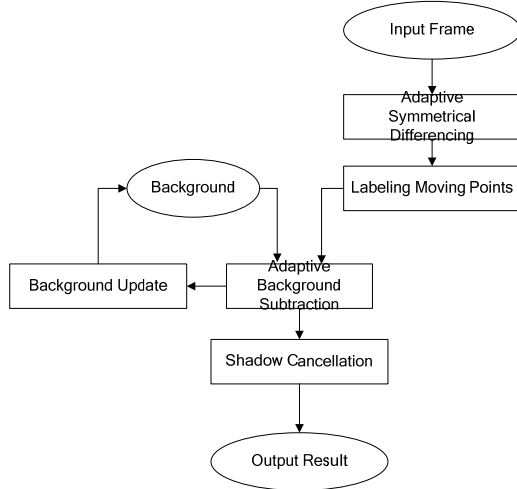 Input Frame
Adaptive
Symmetrical
Differencing
Labeling Moving Points
Background
Adaptive
Background
Subtraction
Background Update
Shadow Cancellation
Output Result